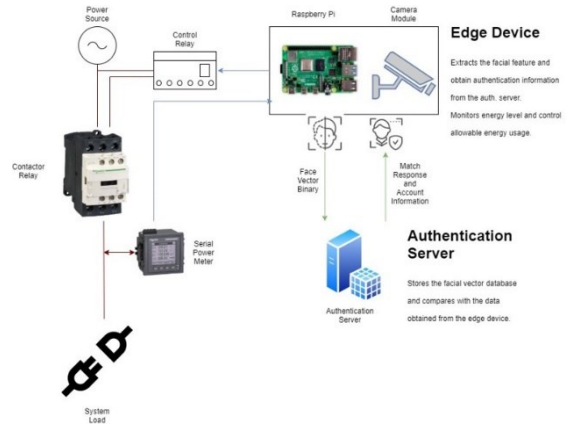 Power
Source
Control
Relay
Raspberry Pi
Camera
Module
Edge Device
Extracts the facial feature and
obtain authentication information
from the auth. server.
Monitors energy level and control
allowable energy usage.
Contactor
Relay
Face
Vector
Binary
Match
Response
and
Account
Information
Serial
Power
Meter
Authentication
Server
Stores the facial vector database
and compares with the data
obtained from the edge device.
Authentication
Server
System
Load